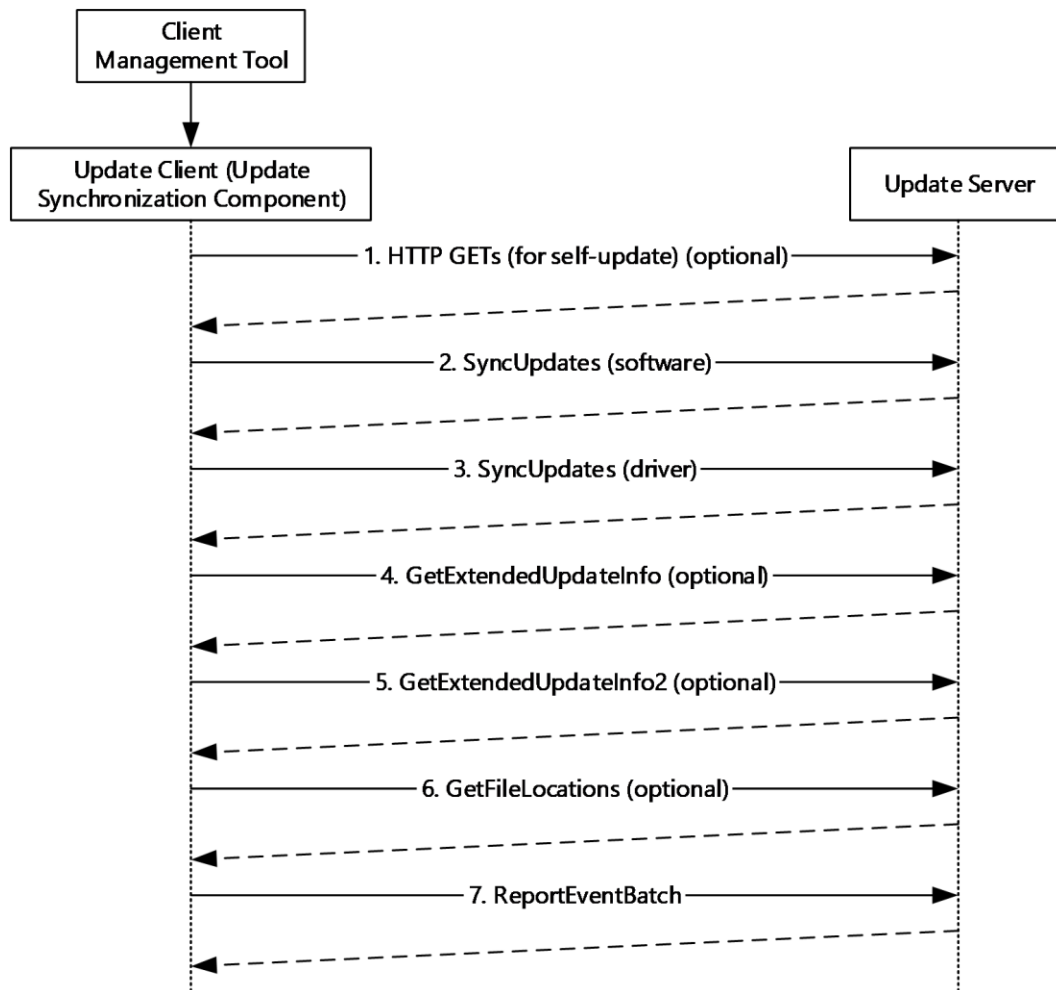 Client
Management Tool
Update Client (Update
Synchronization Component)
Update Server
1. HTTP GETs (for self-update) (optional)
2. SyncUpdates (software)
3. SyncUpdates (driver)
4. GetExtendedUpdateInfo (optional)
5. GetExtendedUpdateInfo2 (optional)
6. GetFileLocations (optional)
7. ReportEventBatch